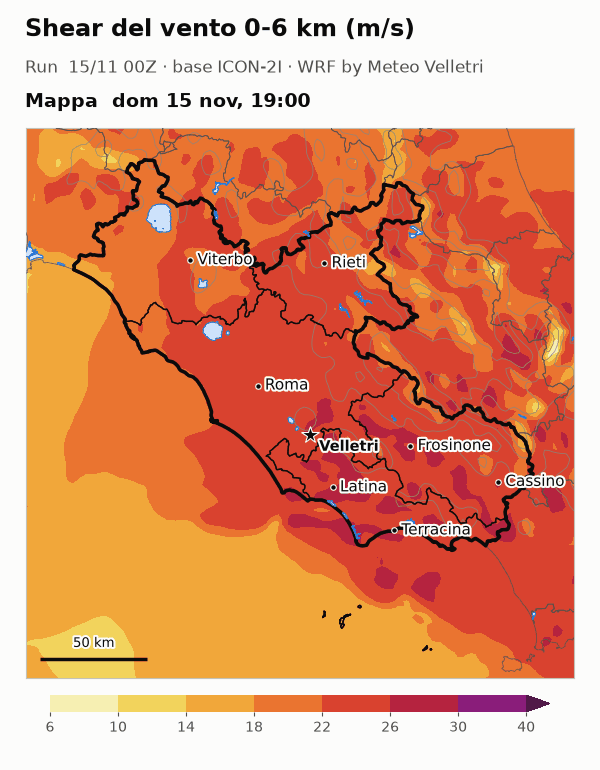 Shear del vento 0-6 km (m/s)
Run 15/11 00Z · base ICON-2I · WRF by Meteo Velletri
Mappa dom 15 nov, 19:00
Viterbo
Rieti
Roma
Velletri
Frosinone
Cassino
Latina
Terracina
50 km
6 10 14 18 22 26 30 40